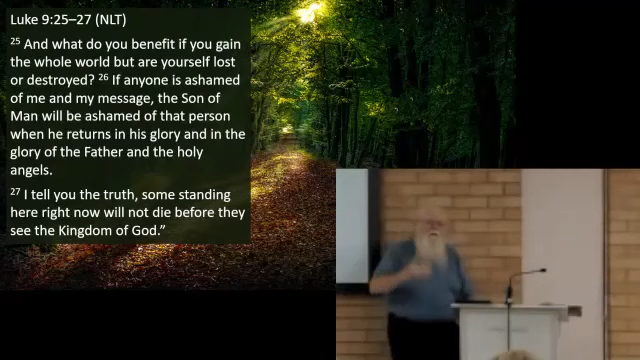 Luke 9:25–27 (NLT)
25 And what do you benefit if you gain
the whole world but are yourself lost
or destroyed? 26 If anyone is ashamed
of me and my message, the Son of
Man will be ashamed of that person
when he returns in his glory and in the
glory of the Father and the holy
angels.
27 I tell you the truth, some standing
here right now will not die before they
see the Kingdom of God.”